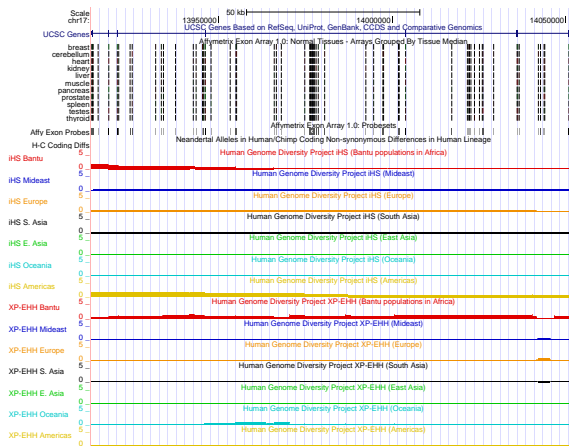 Scale 50 kb
chr17: 13950000 14000000 14050000
UCSC Genes Based on RefSeq, UniProt, GenBank, CCDS and Comparative Genomics
UCSC Genes
Affymetrix Exon Array 1.0: Normal Tissues - Arrays Grouped By Tissue Median
breast
cerebellum
heart
kidney
liver
muscle
pancreas
prostate
spleen
testes
thyroid
Affymetrix Exon Array 1.0: Probesets
Affy Exon Probes
Neandertal Alleles in Human/Chimp Coding Non-synonymous Differences in Human Lineage
H-C Coding Diffs
Human Genome Diversity Project iHS (Bantu populations in Africa)
5
iHS Bantu
0
Human Genome Diversity Project iHS (Mideast)
5
iHS Mideast
0
Human Genome Diversity Project iHS (Europe)
5
iHS Europe
0
Human Genome Diversity Project iHS (South Asia)
5
iHS S. Asia
0
Human Genome Diversity Project iHS (East Asia)
5
iHS E. Asia
0
Human Genome Diversity Project iHS (Oceania)
5
iHS Oceania
0
Human Genome Diversity Project iHS (Americas)
5
iHS Americas
0
Human Genome Diversity Project XP-EHH (Bantu populations in Africa)
5
XP-EHH Bantu
0
Human Genome Diversity Project XP-EHH (Mideast)
5
XP-EHH Mideast
0
Human Genome Diversity Project XP-EHH (Europe)
5
XP-EHH Europe
0
Human Genome Diversity Project XP-EHH (South Asia)
5
XP-EHH S. Asia
0
Human Genome Diversity Project XP-EHH (East Asia)
5
XP-EHH E. Asia
0
Human Genome Diversity Project XP-EHH (Oceania)
5
XP-EHH Oceania
0
Human Genome Diversity Project XP-EHH (Americas)
5
XP-EHH Americas
0